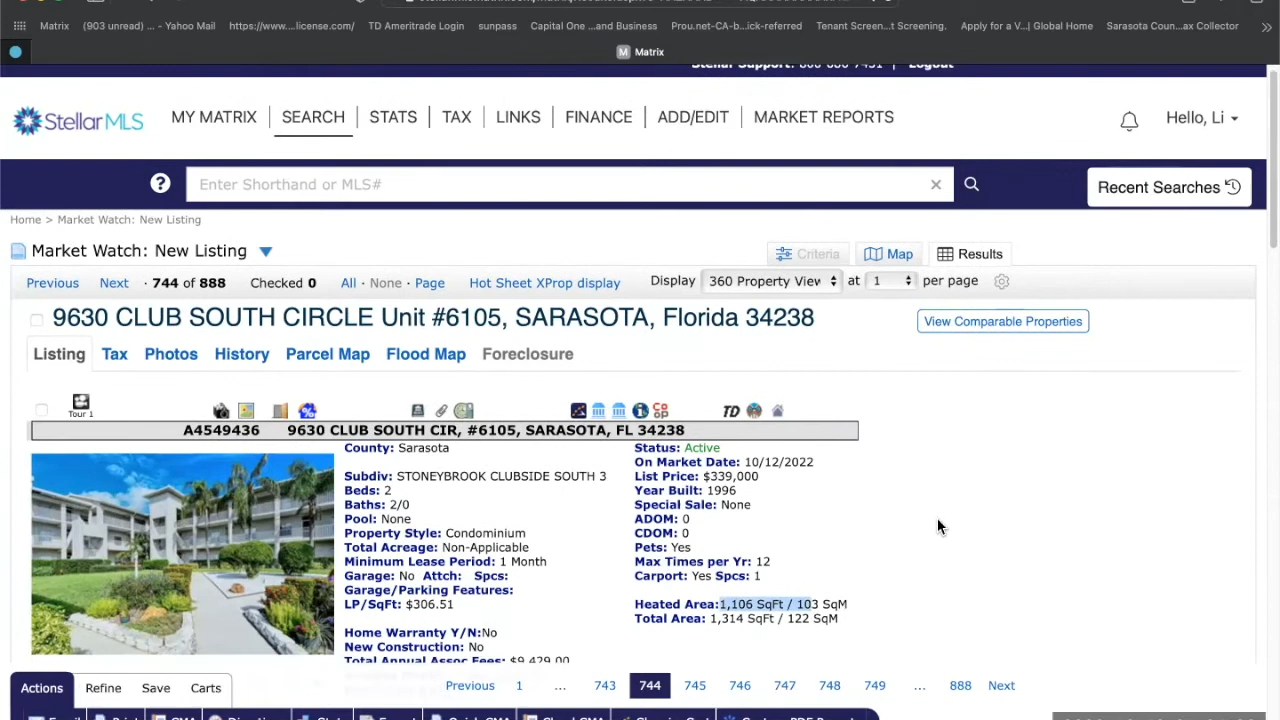 Matrix (903 unread) ... - Yahoo Mail https://www....license.com/ TD Ameritrade Login sunpass Capital One ...and Business Prou.net-CA-b...ick-referred Tenant Screen...t Screening. Apply for a V...| Global Home Sarasota Coun...ax Collector
M Matrix
Logout
StellarMLS MY MATRIX SEARCH STATS TAX LINKS FINANCE ADD/EDIT MARKET REPORTS Hello, Li
? Enter Shorthand or MLS# Recent Searches
Home > Market Watch: New Listing
Market Watch: New Listing Criteria Map Results
Previous Next · 744 of 888 Checked 0 All · None · Page Hot Sheet XProp display Display 360 Property View at 1 per page
9630 CLUB SOUTH CIRCLE Unit #6105, SARASOTA, Florida 34238 View Comparable Properties
Listing Tax Photos History Parcel Map Flood Map Foreclosure
Tour 1 TD
A4549436 9630 CLUB SOUTH CIR, #6105, SARASOTA, FL 34238
County: Sarasota Status: Active
On Market Date: 10/12/2022
Subdiv: STONEYBROOK CLUBSIDE SOUTH 3 List Price: $339,000
Beds: 2 Year Built: 1996
Baths: 2/0 Special Sale: None
Pool: None ADOM: 0
Property Style: Condominium CDOM: 0
Total Acreage: Non-Applicable Pets: Yes
Minimum Lease Period: 1 Month Max Times per Yr: 12
Garage: No Attch: Spcs: Carport: Yes Spcs: 1
Garage/Parking Features:
LP/SqFt: $306.51 Heated Area:1,106 SqFt / 103 SqM
Total Area: 1,314 SqFt / 122 SqM
Home Warranty Y/N:No
New Construction: No
Total Annual Assoc Fees: $9,429.00
Actions Refine Save Carts Previous 1 ... 743 744 745 746 747 748 749 ... 888 Next